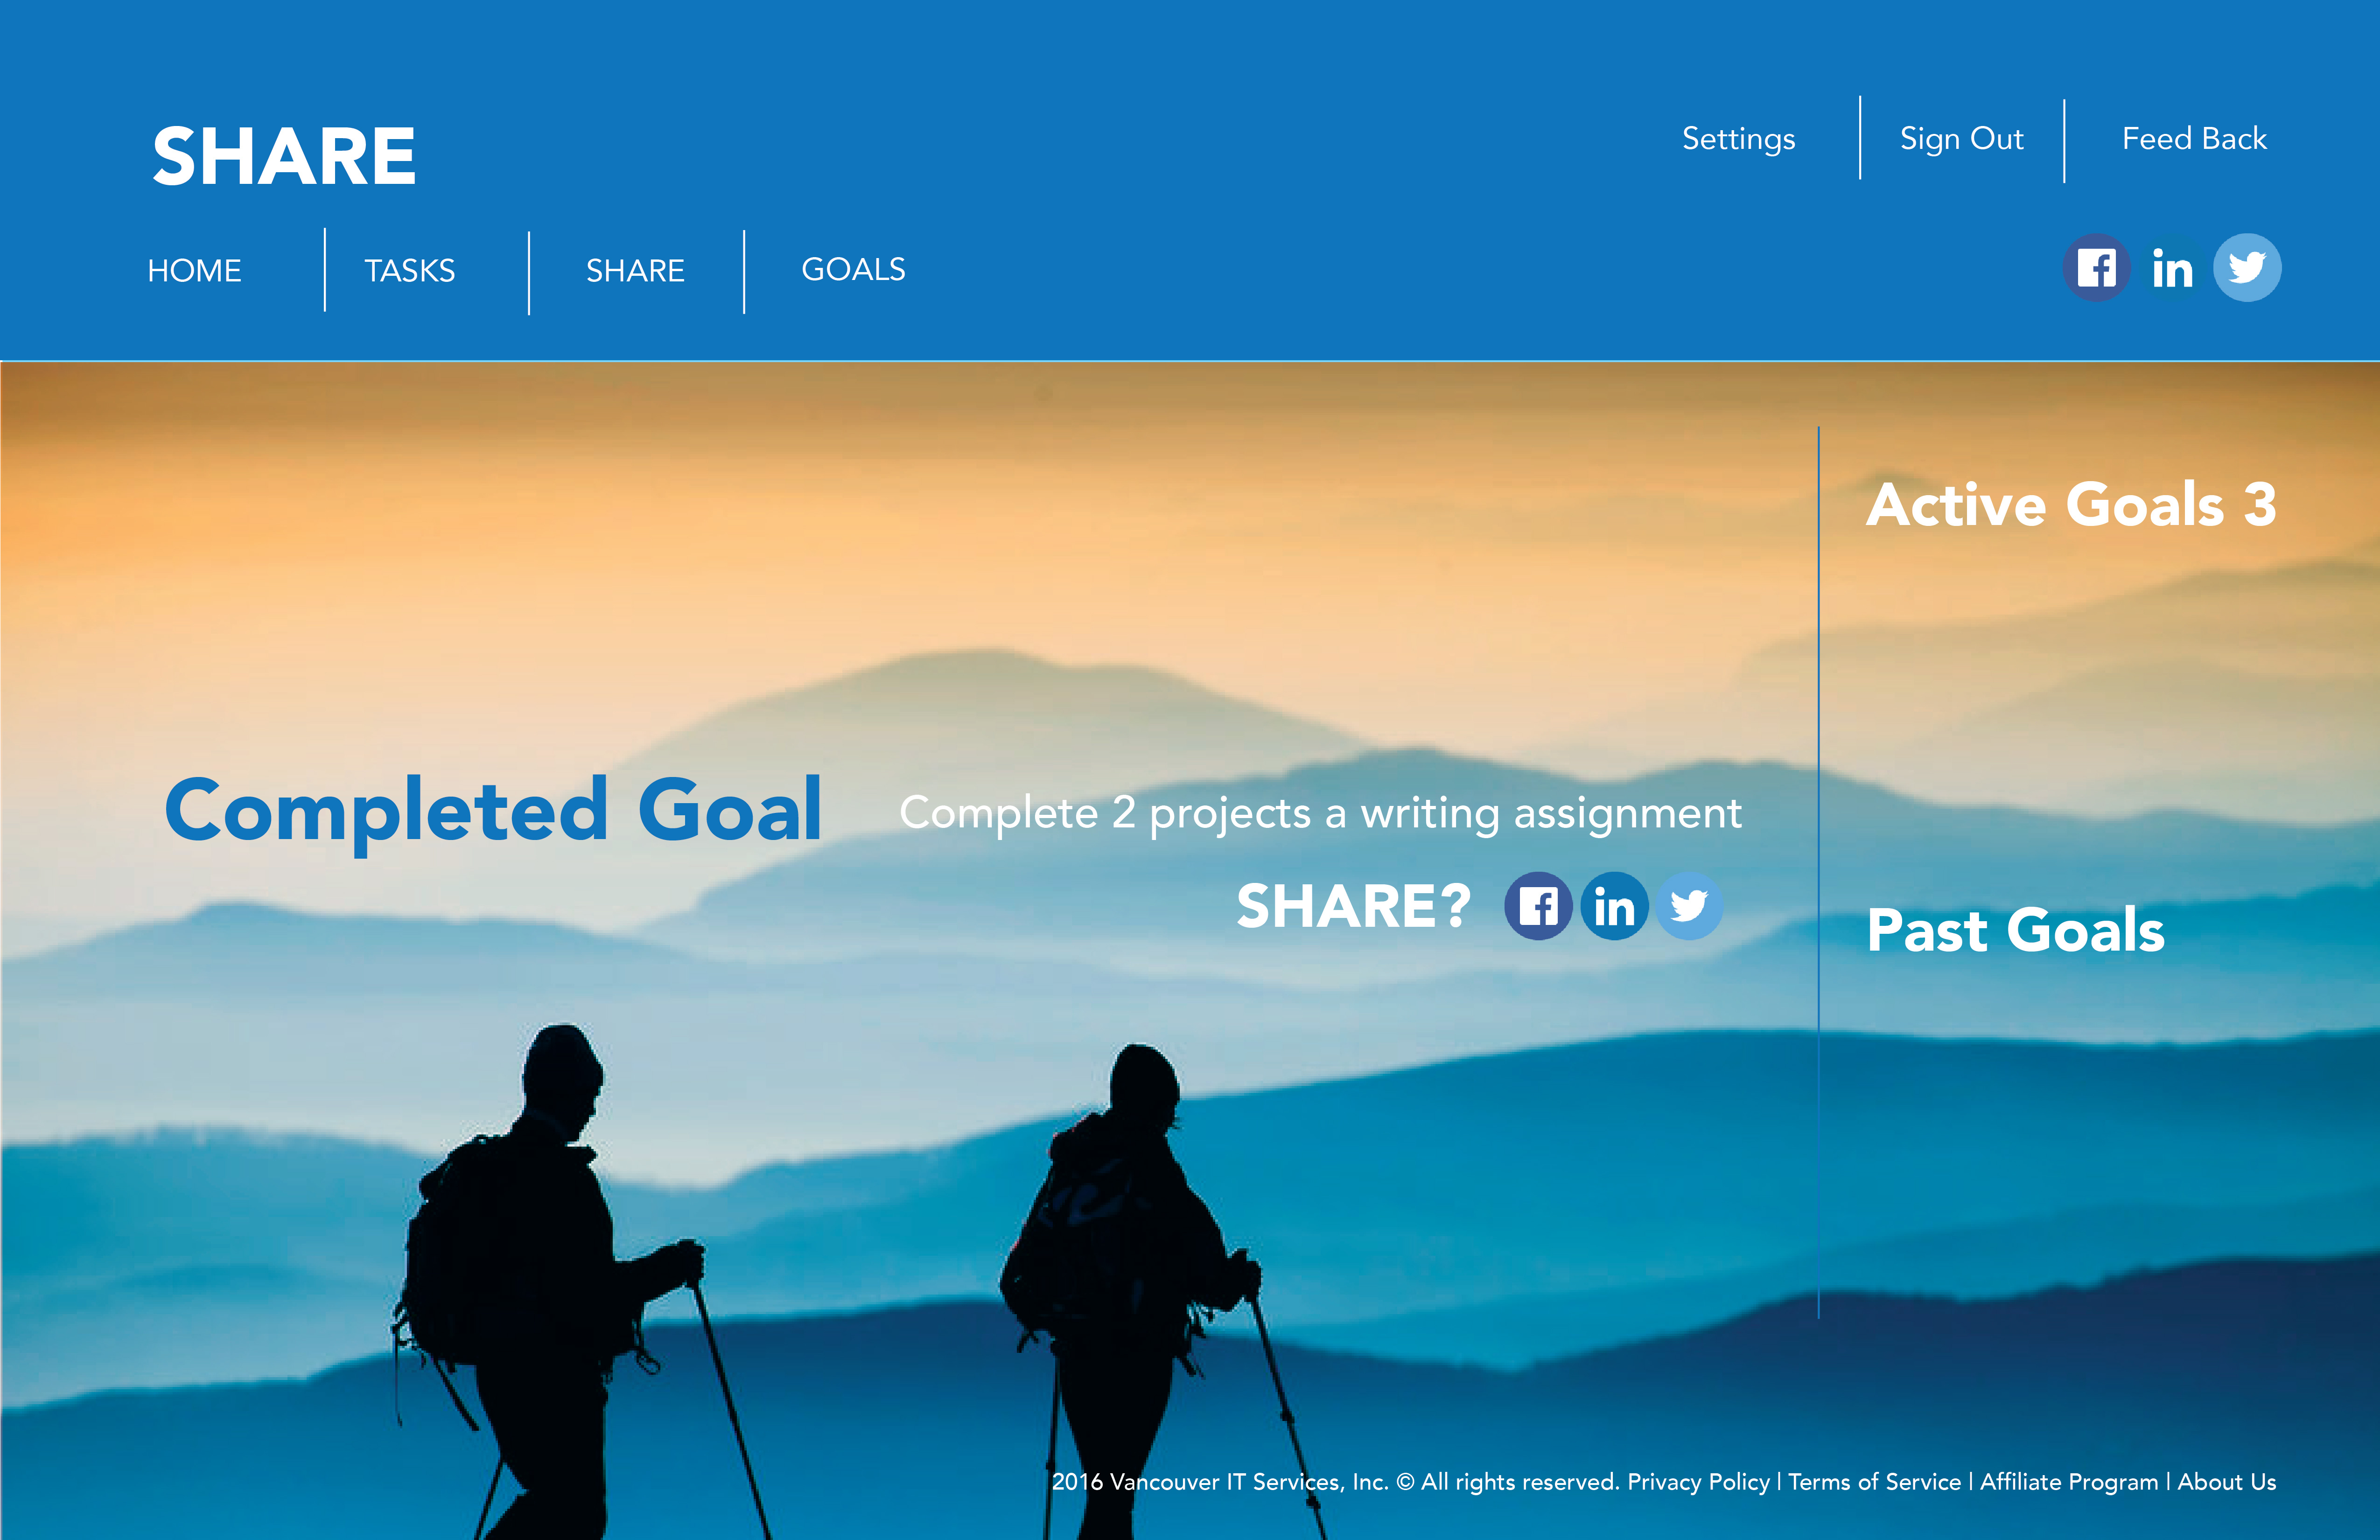 SHARE
Settings
Sign Out
Feed Back
HOME
TASKS
SHARE
GOALS
in
Active Goals 3
Completed Goal
Complete 2 projects a writing assignment
SHARE?
in
Past Goals
2016 Vancouver IT Services, Inc. © All rights reserved. Privacy Policy | Terms of Service | Affiliate Program | About Us